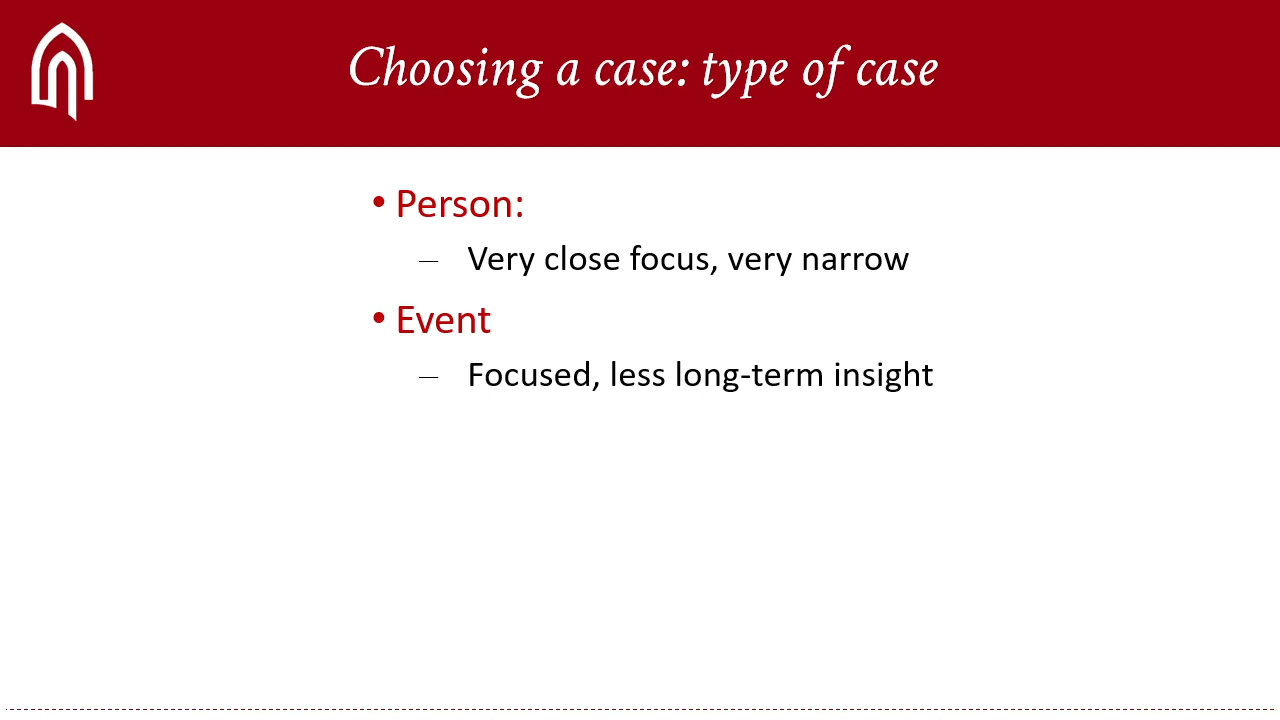 Choosing a case: type of case
• Person:
– Very close focus, very narrow
• Event
– Focused, less long-term insight